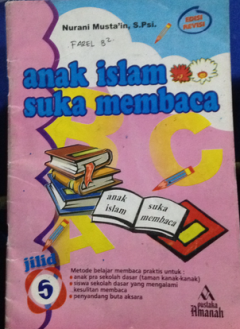 Nurani Musta'in, S.Psi.
EDISI REVISI
FAREL B2
anak islam
suka membaca
anak
islam
suka
membaca
jilid
5
Metode belajar membaca praktis untuk :
anak pra sekolah dasar (taman kanak-kanak)
siswa sekolah dasar yang mengalami
kesulitan membaca
penyandang buta aksara
pustaka
Amanah